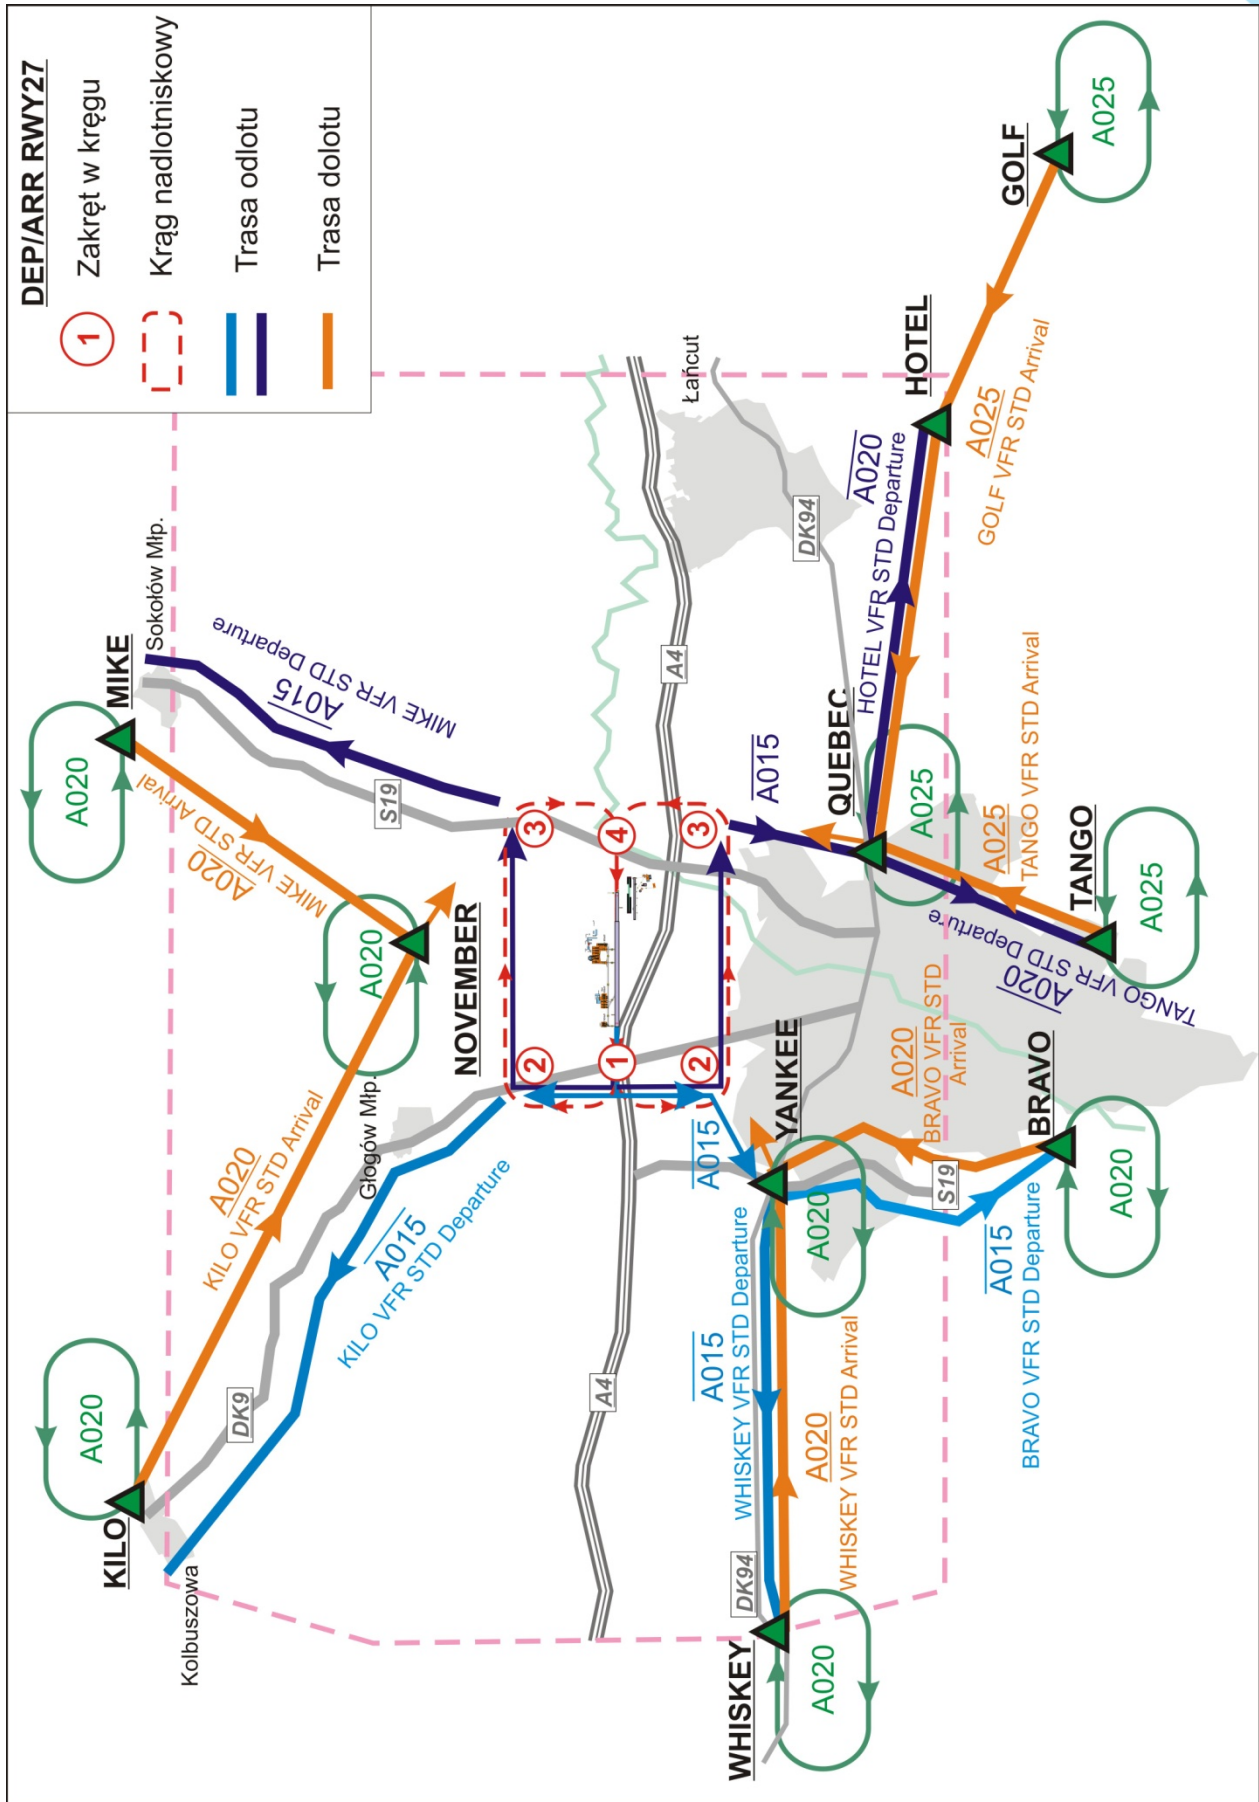 DEP/ARR RWY27
1 Zakręt w kręgu
Krąg nadlotniskowy
Trasa odlotu
Trasa dolotu
KILO
A020
Kolbuszowa
DK9
A020
KILO VFR STD Arrival
A015
KILO VFR STD Departure
Głogów Młp.
MIKE
A020
Sokołów Młp.
MIKE VFR STD Arrival
A020
S19
A015
MIKE VFR STD Departure
NOVEMBER
A020
2
3
1
4
2
3
A4
A4
Łańcut
DK94
WHISKEY
A020
DK94
A015
WHISKEY VFR STD Departure
A020
WHISKEY VFR STD Arrival
YANKEE
A020
A015
S19
A020
BRAVO VFR STD
Arrival
A015
BRAVO VFR STD Departure
BRAVO
A020
QUEBEC
A025
A015
A020
HOTEL VFR STD Departure
HOTEL
A025
GOLF VFR STD Arrival
GOLF
A025
A025
TANGO VFR STD Arrival
A020
TANGO VFR STD Departure
TANGO
A025